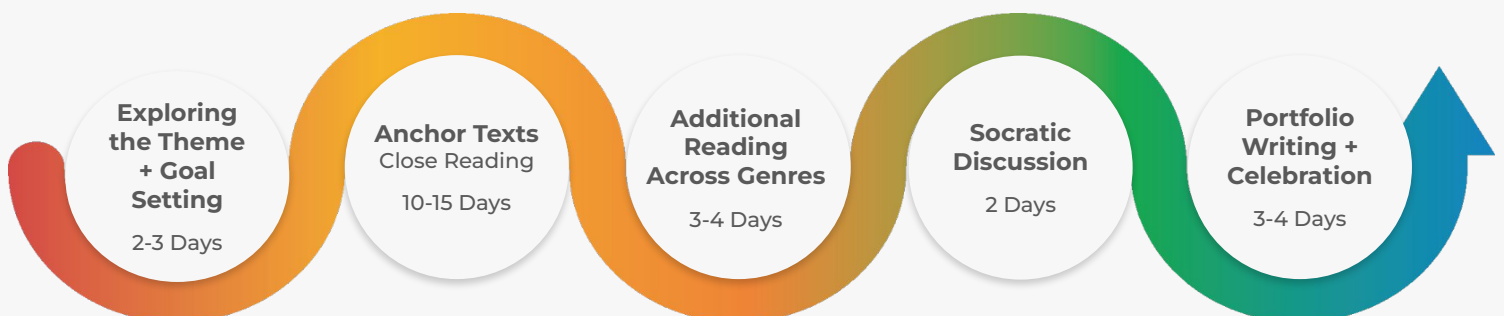 Exploring
the Theme
+ Goal
Setting
2-3 Days
Anchor Texts
Close Reading
10-15 Days
Additional
Reading
Across Genres
3-4 Days
Socratic
Discussion
2 Days
Portfolio
Writing +
Celebration
3-4 Days